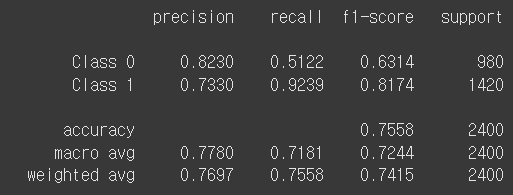 precision recall f1-score support
Class 0 0.8230 0.5122 0.6314 980
Class 1 0.7330 0.9239 0.8174 1420
accuracy 0.7558 2400
macro avg 0.7780 0.7181 0.7244 2400
weighted avg 0.7697 0.7558 0.7415 2400